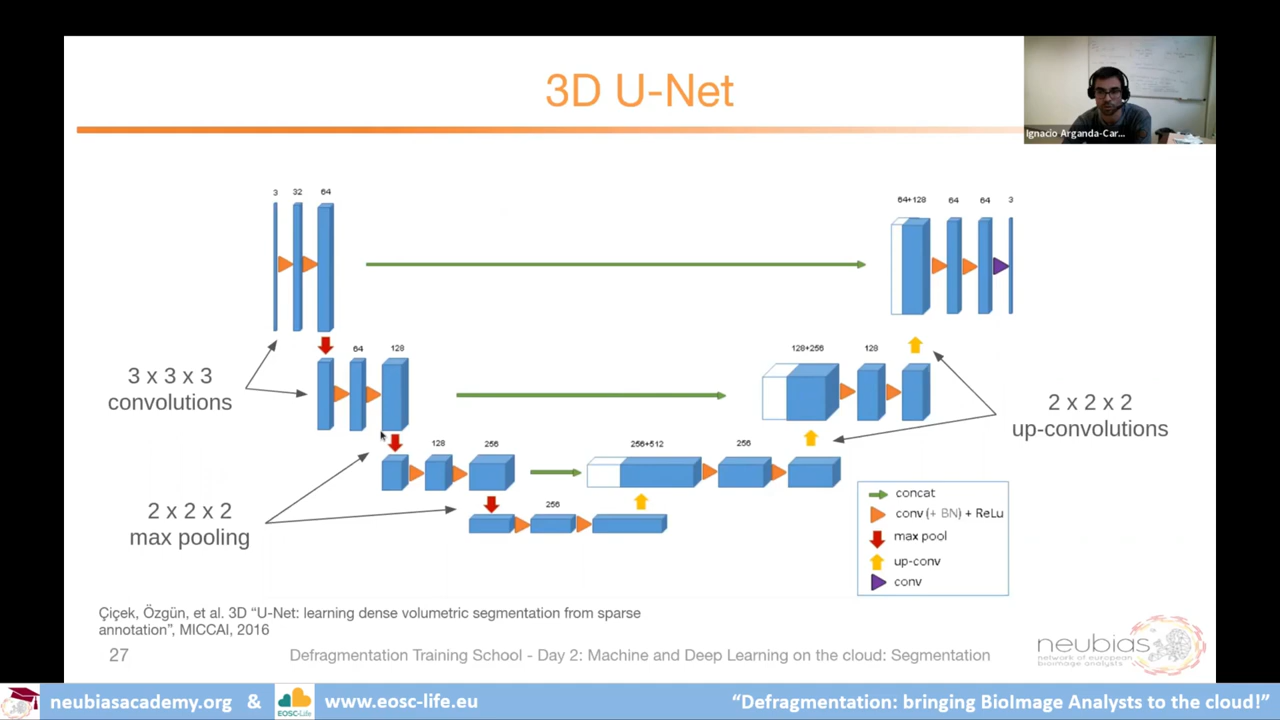 3D U-Net
Ignacio Arganda-Car...
3
32
64
64+128
64
64
3
3 x 3 x 3
convolutions
64
128
128+256
128
2 x 2 x 2
up-convolutions
128
256
256+512
256
2 x 2 x 2
max pooling
256
concat
conv (+ BN) + ReLu
max pool
up-conv
conv
Çiçek, Özgün, et al. 3D “U-Net: learning dense volumetric segmentation from sparse
annotation”, MICCAI, 2016
27
Defragmentation Training School - Day 2: Machine and Deep Learning on the cloud: Segmentation
neubias
network of european
bioimage analysts
neubiasacademy.org & EOSC-Life www.eosc-life.eu “Defragmentation: bringing BioImage Analysts to the cloud!”